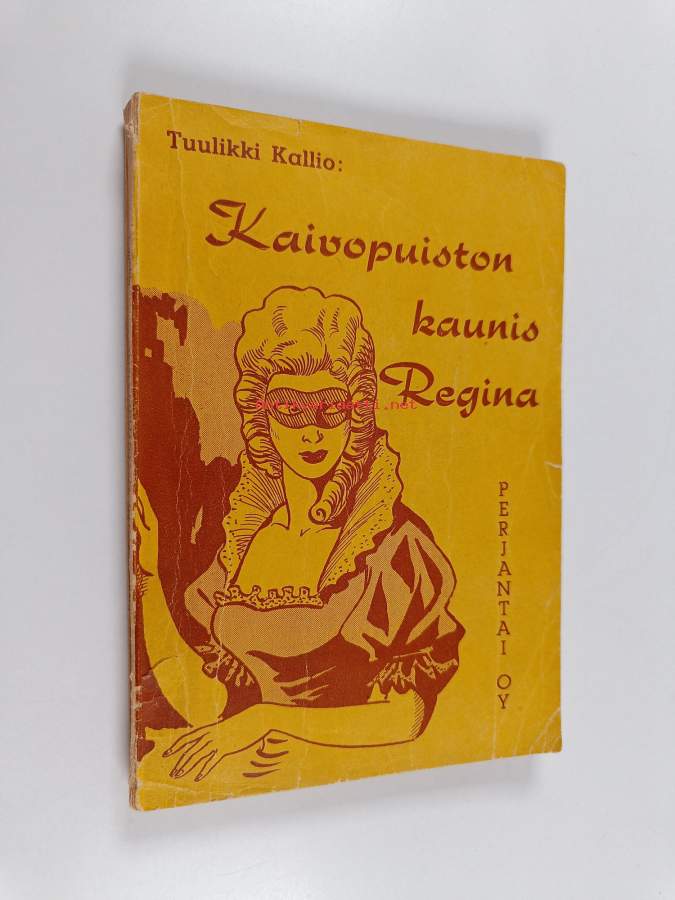 Tuulikki Kallio:
Kaivopuiston
kaunis
Regina
PERJANTAI OY